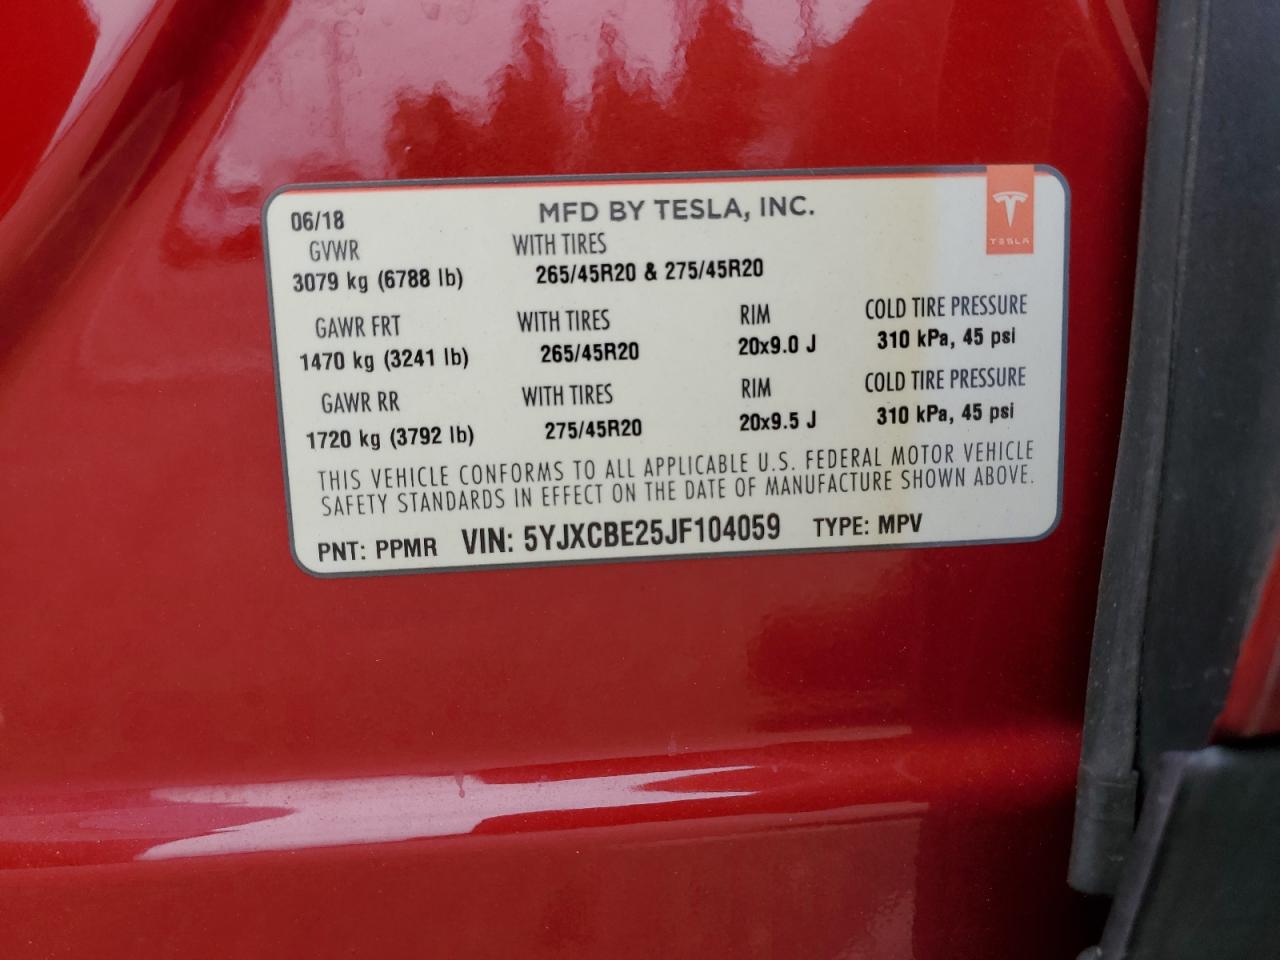 06/18 MFD BY TESLA, INC.
TESLA
GVWR WITH TIRES
3079 kg (6788 lb) 265/45R20 & 275/45R20
GAWR FRT WITH TIRES RIM COLD TIRE PRESSURE
1470 kg (3241 lb) 265/45R20 20x9.0 J 310 kPa, 45 psi
GAWR RR WITH TIRES RIM COLD TIRE PRESSURE
1720 kg (3792 lb) 275/45R20 20x9.5 J 310 kPa, 45 psi
THIS VEHICLE CONFORMS TO ALL APPLICABLE U.S. FEDERAL MOTOR VEHICLE
SAFETY STANDARDS IN EFFECT ON THE DATE OF MANUFACTURE SHOWN ABOVE.
PNT: PPMR VIN: 5YJXCBE25JF104059 TYPE: MPV